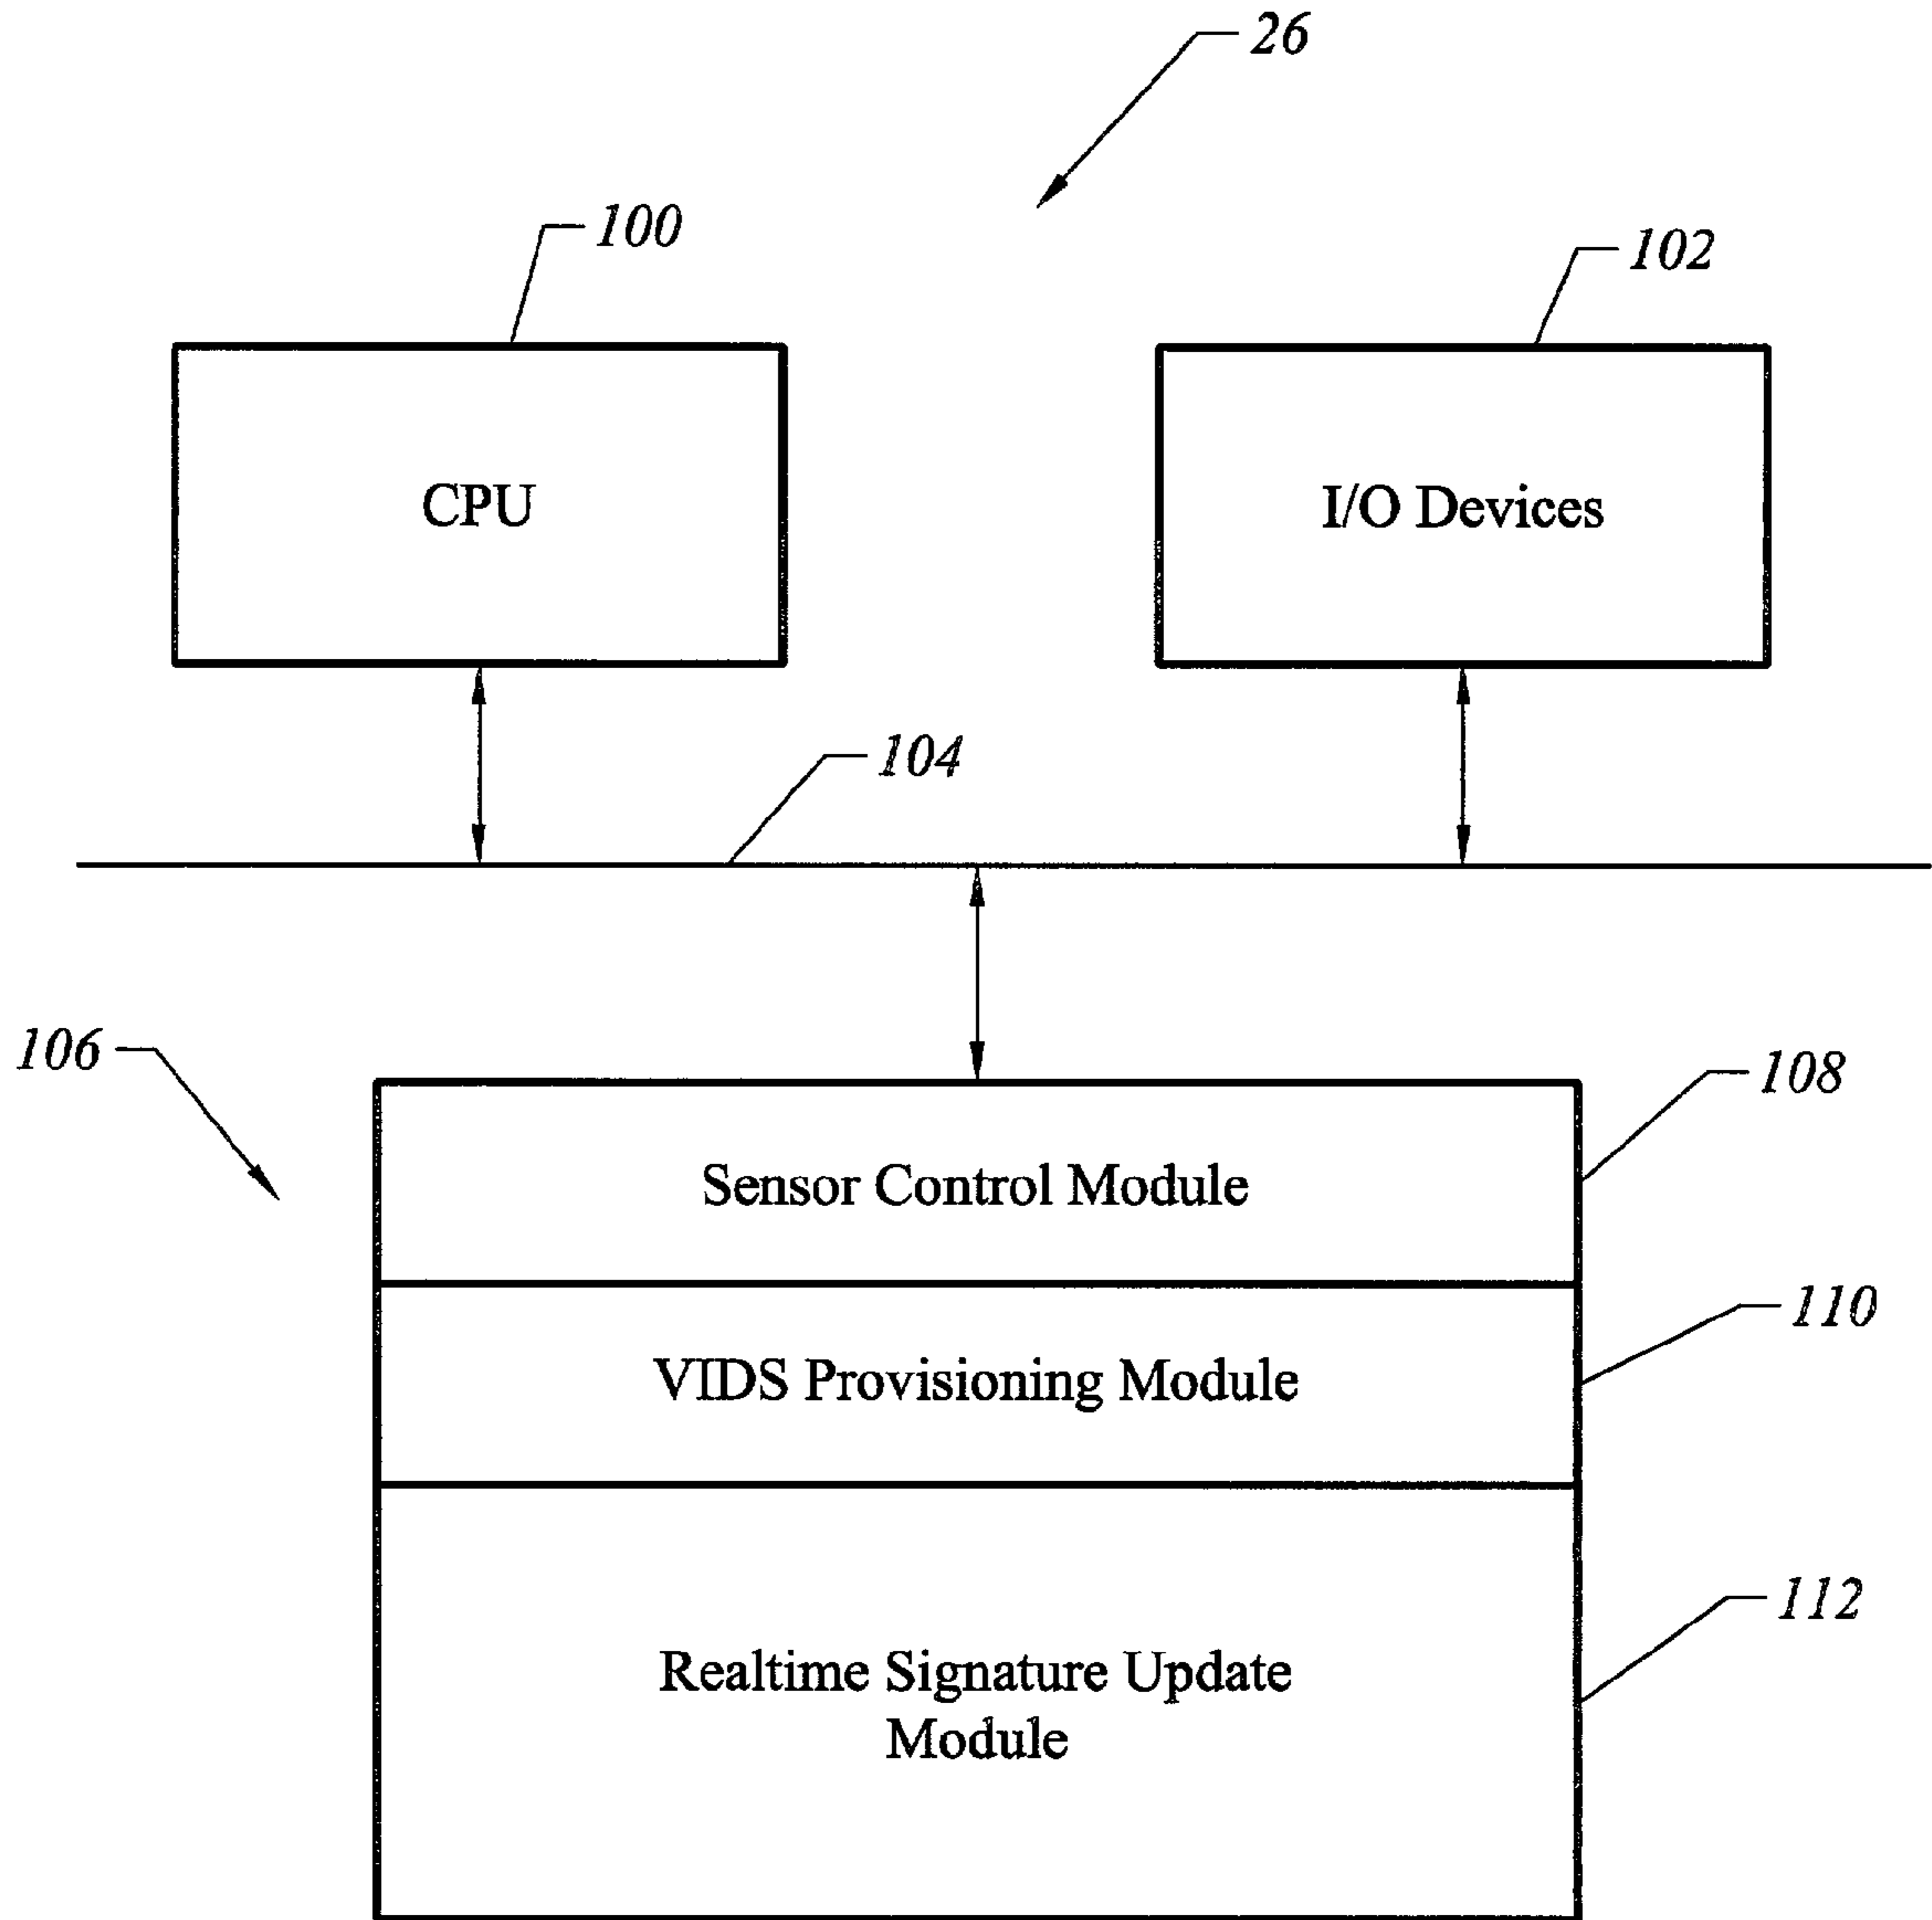 26
100
102
CPU
I/O Devices
104
106
108
Sensor Control Module
110
VIDS Provisioning Module
112
Realtime Signature Update
Module